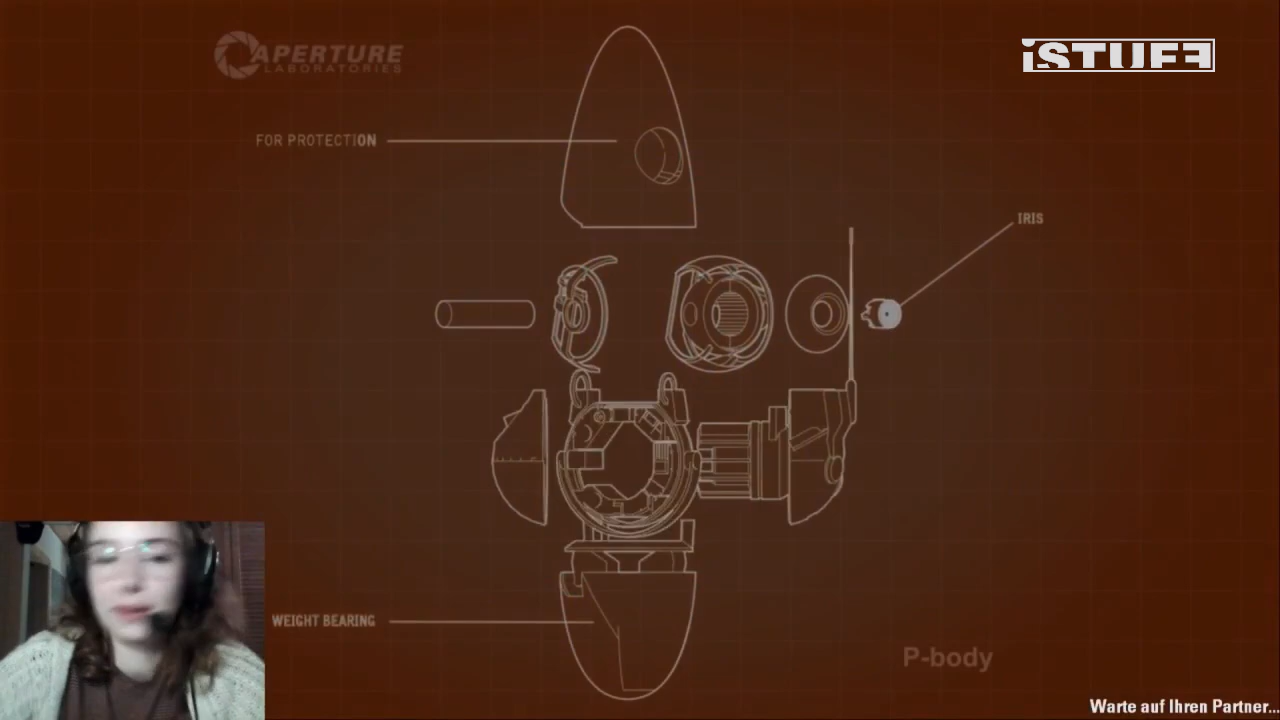 APERTURE
LABORATORIES
iSTUFF
FOR PROTECTION
IRIS
WEIGHT BEARING
P-body
Warte auf Ihren Partner...